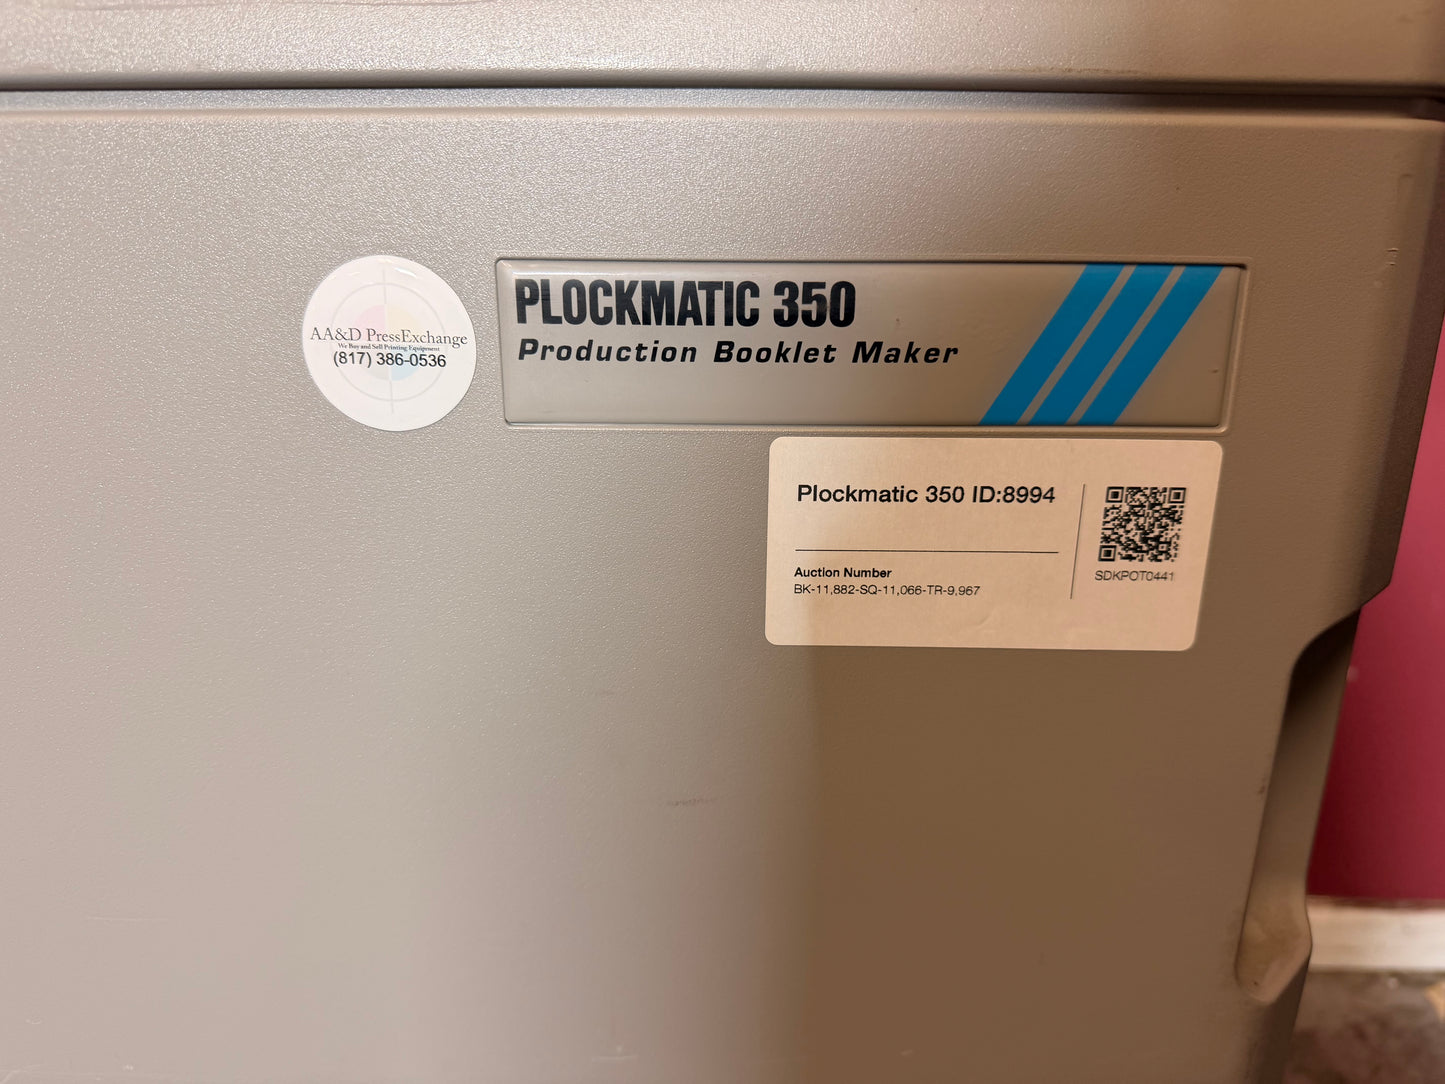 AA&D PressExchange
We Buy and Sell Printing Equipment
(817) 386-0536
PLOCKMATIC 350
Production Booklet Maker
Plockmatic 350 ID:8994
Auction Number
BK-11,882-SQ-11,066-TR-9,967
SDKPOT0441